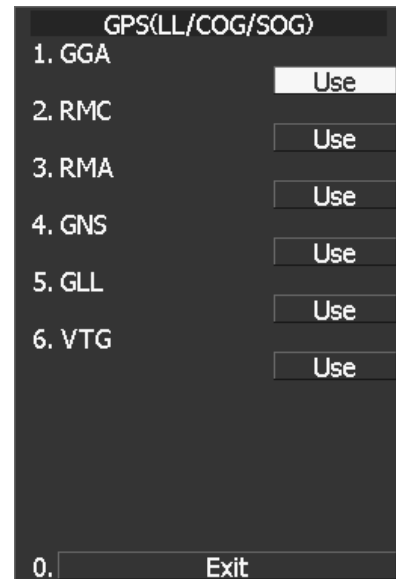 GPS(LL/COG/SOG)
1. GGA
Use
2. RMC
Use
3. RMA
Use
4. GNS
Use
5. GLL
Use
6. VTG
Use
0. Exit